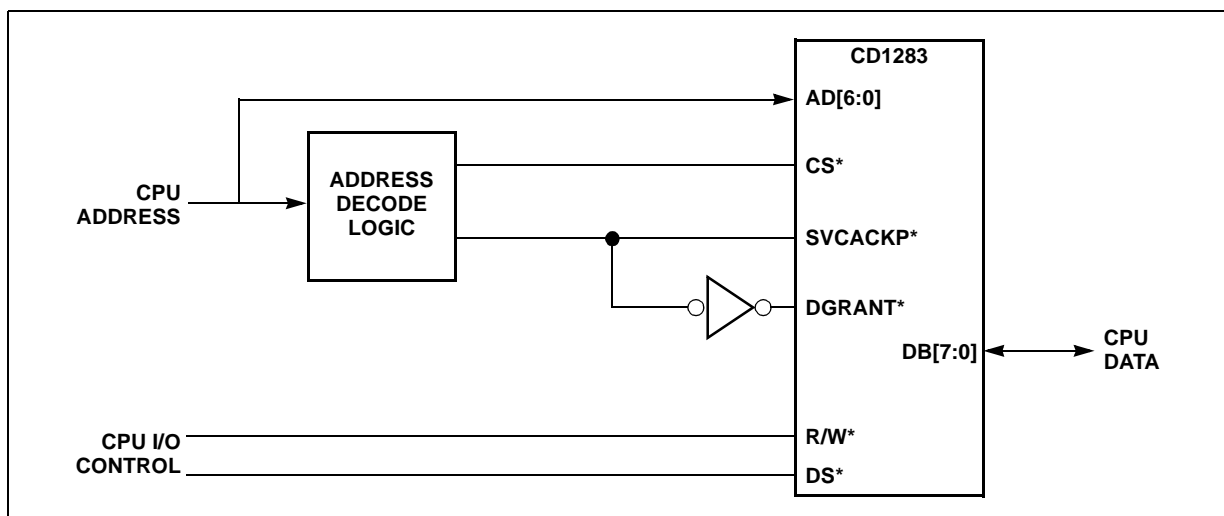 CD1283
AD[6:0]
CS*
ADDRESS
DECODE
LOGIC
CPU
ADDRESS
SVCACKP*
DGRANT*
DB[7:0]
CPU
DATA
CPU I/O
CONTROL
R/W*
DS*